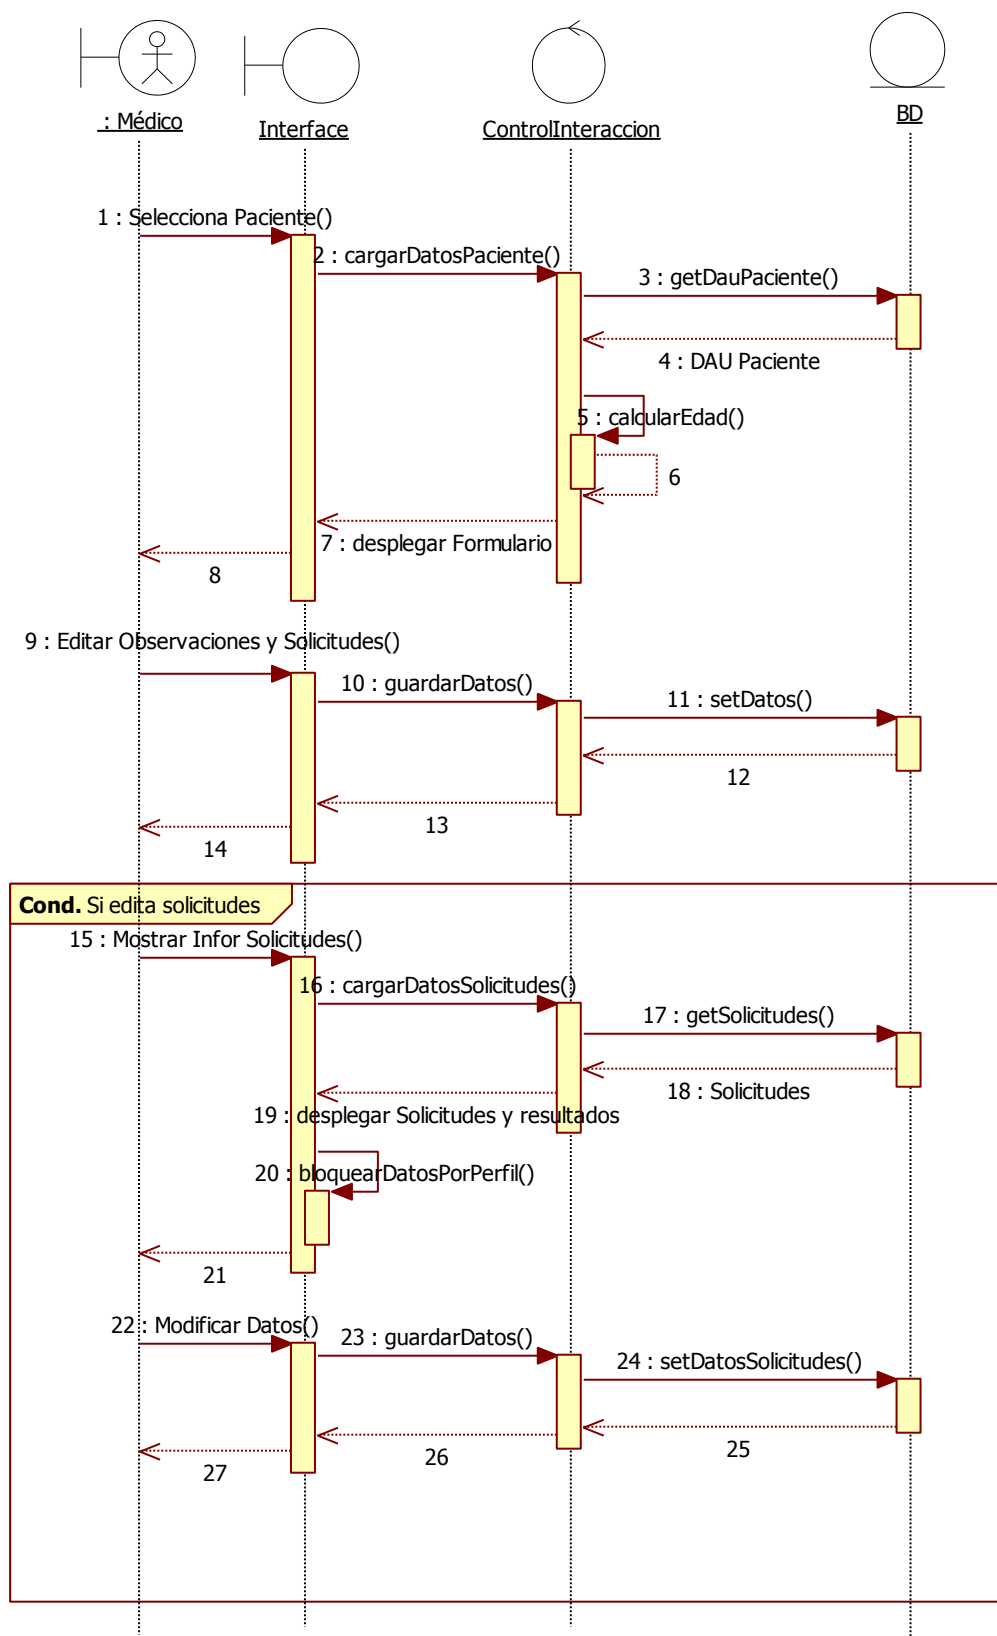 : Médico
Interface
ControlInteraccion
BD
1 : Selecciona Paciente()
2 : cargarDatosPaciente()
3 : getDauPaciente()
4 : DAU Paciente
5 : calcularEdad()
6
7 : desplegar Formulario
8
9 : Editar Observaciones y Solicitudes()
10 : guardarDatos()
11 : setDatos()
12
13
14
Cond. Si edita solicitudes
15 : Mostrar Infor Solicitudes()
16 : cargarDatosSolicitudes()
17 : getSolicitudes()
18 : Solicitudes
19 : desplegar Solicitudes y resultados
20 : bloquearDatosPorPerfil()
21
22 : Modificar Datos()
23 : guardarDatos()
24 : setDatosSolicitudes()
25
26
27